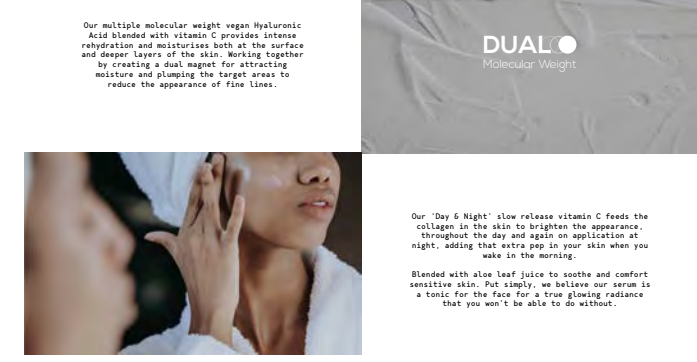 Our multiple molecular weight vegan Hyaluronic
Acid blended with vitamin C provides intense
rehydration and moisturises both at the surface
and deeper layers of the skin. Working together
by creating a dual magnet for attracting
moisture and plumping the target areas to
reduce the appearance of fine lines.
DUAL
Molecular Weight
Our 'Day & Night' slow release vitamin C feeds the
collagen in the skin to brighten the appearance,
throughout the day and again on application at
night, adding that extra pep in your skin when you
wake in the morning.
Blended with aloe leaf juice to soothe and comfort
sensitive skin. Put simply, we believe our serum is
a tonic for the face for a true glowing radiance
that you won't be able to do without.